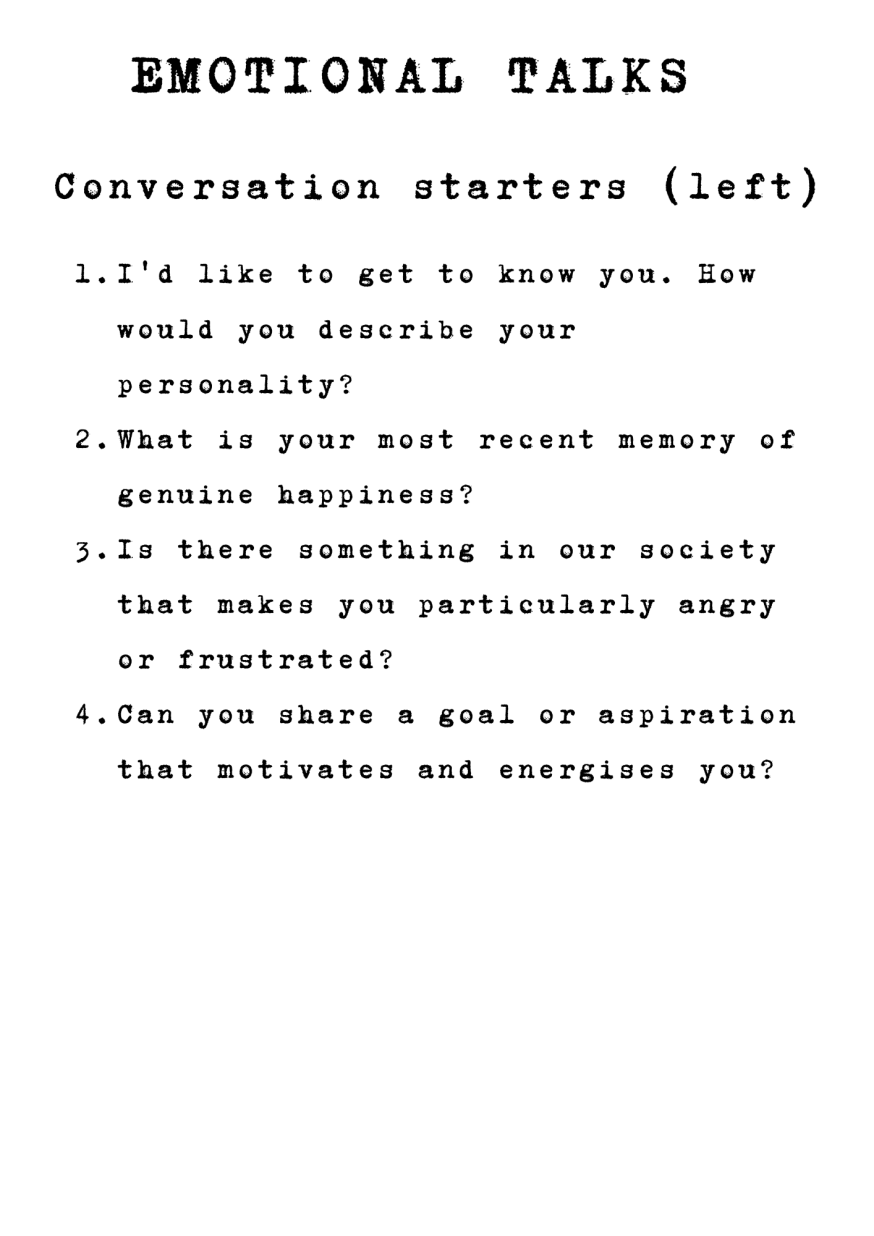 EMOTIONAL TALKS
Conversation starters (left)
1. I'd like to get to know you. How
would you describe your
personality?
2. What is your most recent memory of
genuine happiness?
3. Is there something in our society
that makes you particularly angry
or frustrated?
4. Can you share a goal or aspiration
that motivates and energises you?